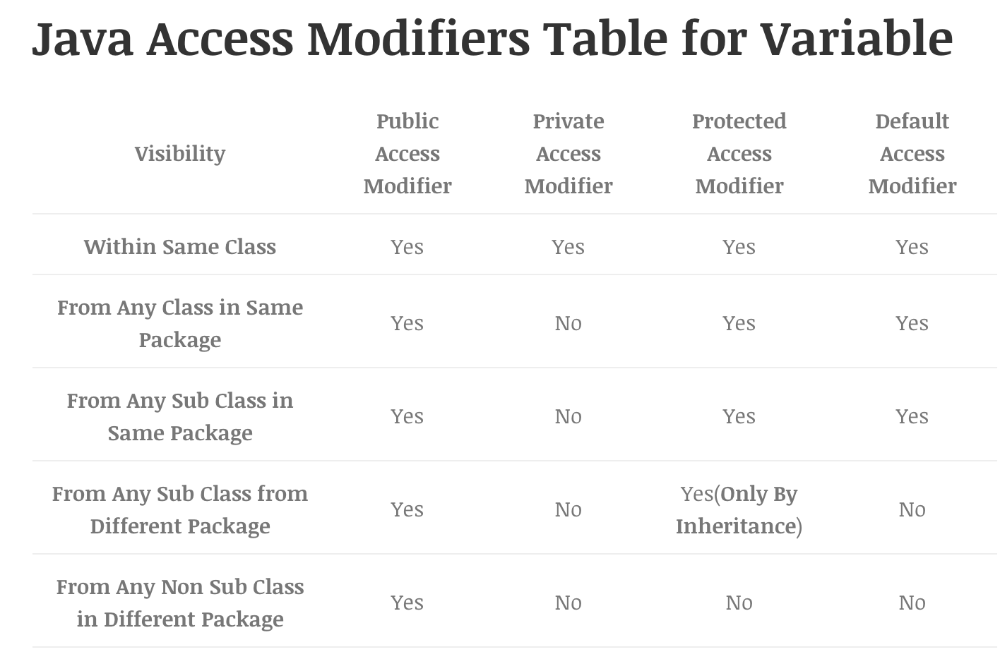 Java Access Modifiers Table for Variable
Visibility
Public
Access
Modifier
Private
Access
Modifier
Protected
Access
Modifier
Default
Access
Modifier
Within Same Class
Yes
Yes
Yes
Yes
From Any Class in Same
Package
Yes
No
Yes
Yes
From Any Sub Class in
Same Package
Yes
No
Yes
Yes
From Any Sub Class from
Different Package
Yes
No
Yes(Only By
Inheritance)
No
From Any Non Sub Class
in Different Package
Yes
No
No
No